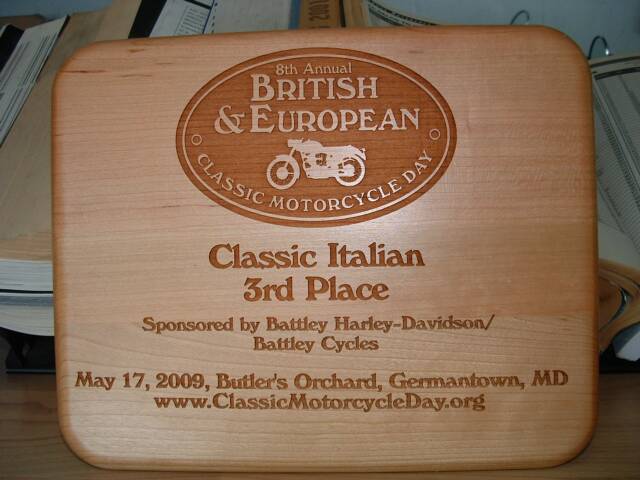 8th Annual
BRITISH
& EUROPEAN
CLASSIC MOTORCYCLE DAY
Classic Italian
3rd Place
Sponsored by Battley Harley-Davidson/
Battley Cycles
May 17, 2009, Butler's Orchard, Germantown, MD
www.ClassicMotorcycleDay.org